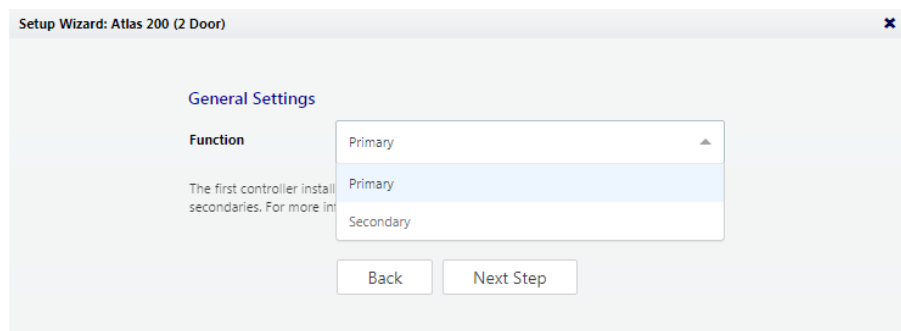 Setup Wizard: Atlas 200 (2 Door)
General Settings
Function
Primary
Primary
The first controller install
secondaries. For more
Secondary
Back
Next Step